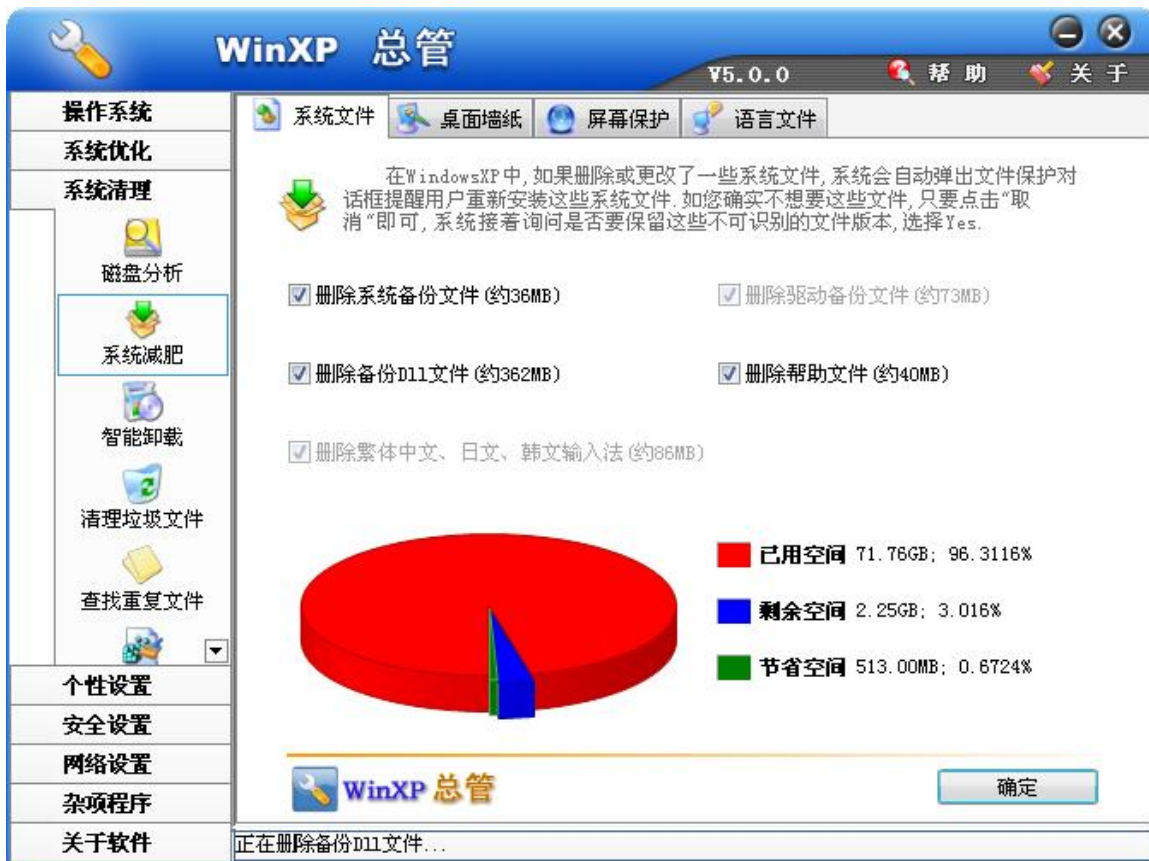 WinXP 总管
V5.0.0
帮 助
关 于
操作系统
系统优化
系统清理
磁盘分析
系统减肥
智能卸载
清理垃圾文件
查找重复文件
个性设置
安全设置
网络设置
杂项程序
关于软件
系统文件
桌面墙纸
屏幕保护
语言文件
在WindowsXP中,如果删除或更改了一些系统文件,系统会自动弹出文件保护对
话框提醒用户重新安装这些系统文件.如您确实不想要这些文件,只要点击"取
消"即可,系统接着询问是否要保留这些不可识别的文件版本,选择Yes.
删除系统备份文件(约36MB)
删除驱动备份文件(约73MB)
删除备份Dll文件(约362MB)
删除帮助文件(约40MB)
删除繁体中文、日文、韩文输入法(约86MB)
已用空间 71.76GB; 96.3116%
剩余空间 2.25GB; 3.016%
节省空间 513.00MB; 0.6724%
WinXP 总管
确定
正在删除备份Dll文件...